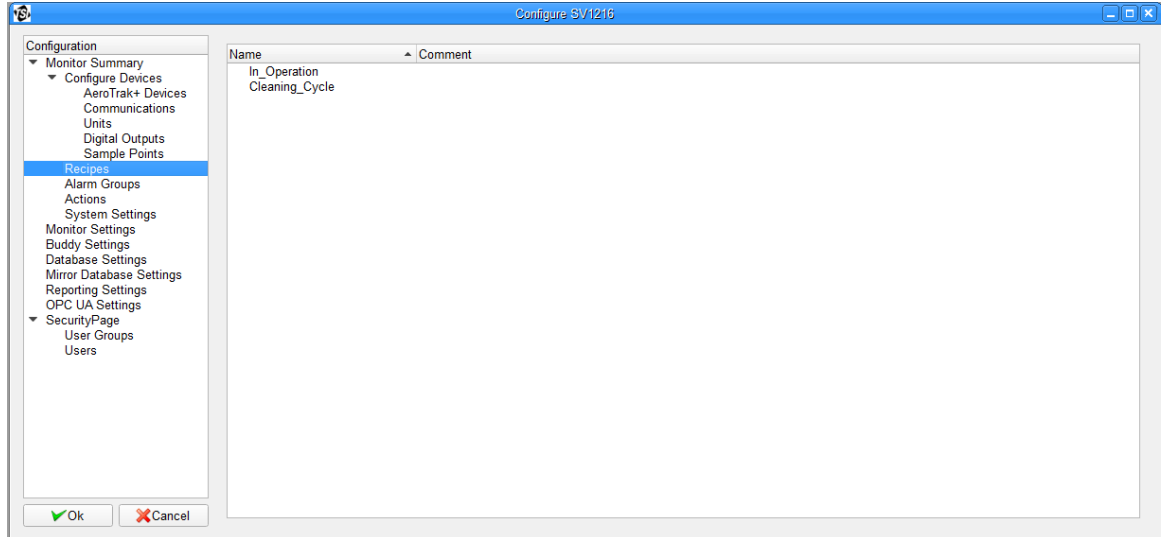 TSI
Configure SV1216
Configuration
Monitor Summary
Configure Devices
AeroTrak+ Devices
Communications
Units
Digital Outputs
Sample Points
Recipes
Alarm Groups
Actions
System Settings
Monitor Settings
Buddy Settings
Database Settings
Mirror Database Settings
Reporting Settings
OPC UA Settings
SecurityPage
User Groups
Users
Ok Cancel
Name Comment
In_Operation
Cleaning_Cycle